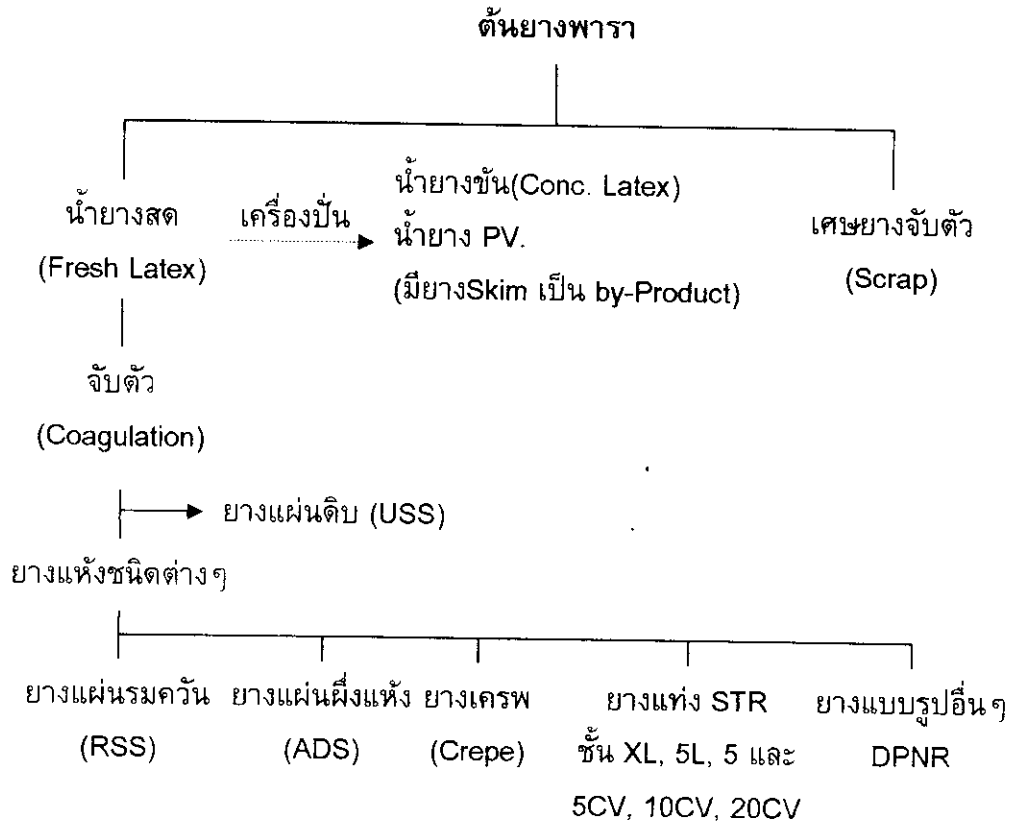 ต้นยางพารา
น้ำยางสด
(Fresh Latex)
เครื่องปั่น
น้ำยางขัน(Conc. Latex)
น้ำยาง PV.
(มียางSkim เป็น by-Product)
เศษยางจับตัว
(Scrap)
จับตัว
(Coagulation)
ยางแผ่นดิบ (USS)
ยางแห้งชนิดต่างๆ
ยางแผ่นรมควัน
(RSS)
ยางแผ่นผึ่งแห้ง
(ADS)
ยางเครพ
(Crepe)
ยางแท่ง STR
ชั้น XL, 5L, 5 และ
5CV, 10CV, 20CV
ยางแบบรูปอื่นๆ
DPNR